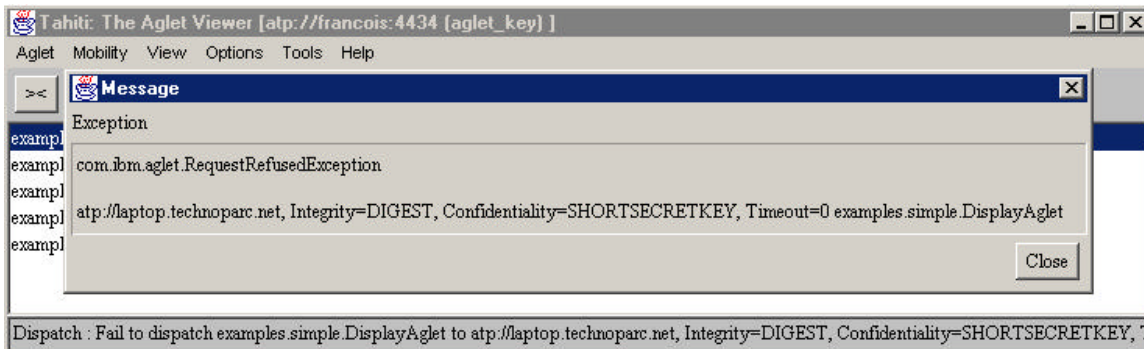 Tahiti: The Aglet Viewer [atp://francois:4434 (aglet_key) ]
Aglet Mobility View Options Tools Help
><
Message
Exception
com.ibm.aglet.RequestRefusedException
atp://laptop.technoparc.net, Integrity=DIGEST, Confidentiality=SHORTSECRETKEY, Timeout=0 examples.simple.DisplayAglet
exampl
exampl
exampl
exampl
exampl
Close
Dispatch : Fail to dispatch examples.simple.DisplayAglet to atp://laptop.technoparc.net, Integrity=DIGEST, Confidentiality=SHORTSECRETKEY,